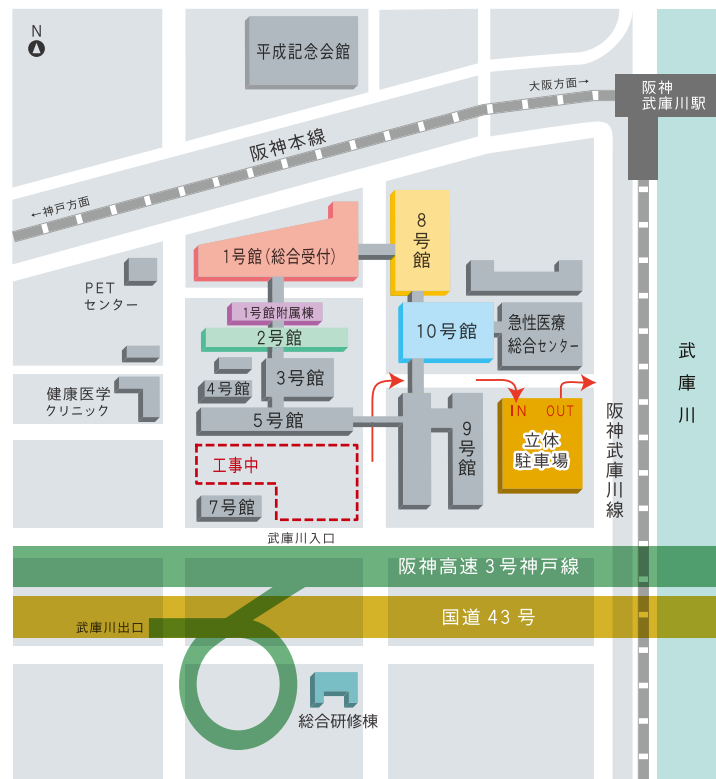 N
平成記念会館
大阪方面→
阪神
武庫川駅
阪神本線
←神戸方面
8号館
1号館(総合受付)
PET
センター
1号館附属棟
2号館
10号館
急性医療
総合センター
武庫川
3号館
4号館
健康医学
クリニック
5号館
IN OUT
立体
駐車場
9号館
阪神武庫川線
工事中
7号館
武庫川入口
阪神高速3号神戸線
国道43号
武庫川出口
総合研修棟